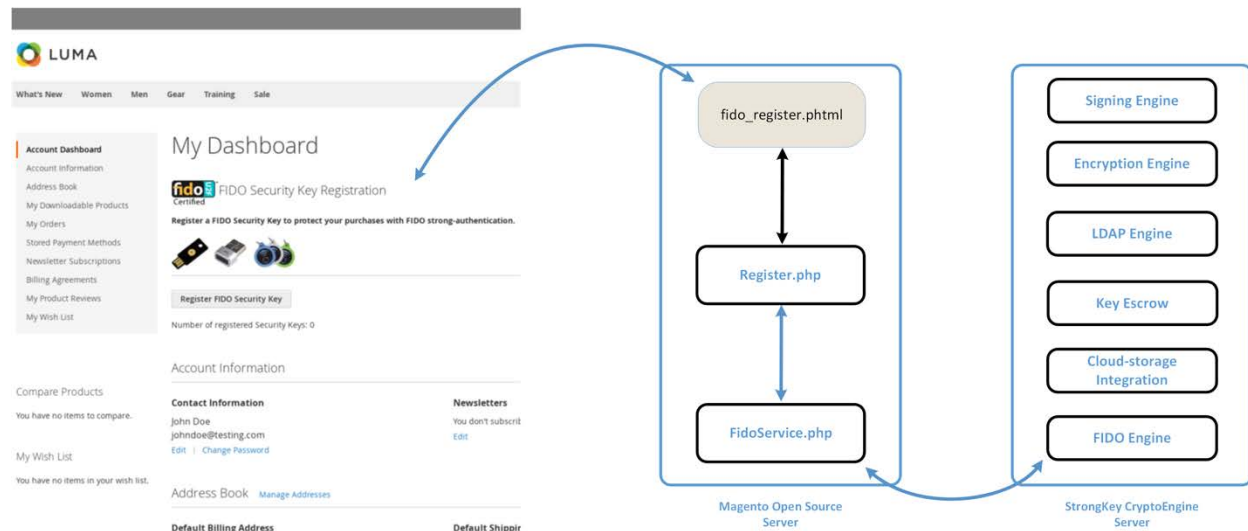 LUMA
What's New Women Men Gear Training Sale
Account Dashboard
Account Information
Address Book
My Downloadable Products
My Orders
Stored Payment Methods
Newsletter Subscriptions
Billing Agreements
My Product Reviews
My Wish List
Compare Products
You have no items to compare.
My Wish List
You have no items in your wish list.
My Dashboard
fido
Certified
FIDO Security Key Registration
Register a FIDO Security Key to protect your purchases with FIDO strong-authentication.
Register FIDO Security Key
Number of registered Security Keys: 0
Account Information
Contact Information
John Doe
johndoe@testing.com
Edit | Change Password
Newsletters
You don't subscrib
Edit
Address Book Manage Addresses
Default Billing Address
Default Shippin
fido_register.phtml
Register.php
FidoService.php
Magento Open Source
Server
Signing Engine
Encryption Engine
LDAP Engine
Key Escrow
Cloud-storage
Integration
FIDO Engine
StrongKey CryptoEngine
Server